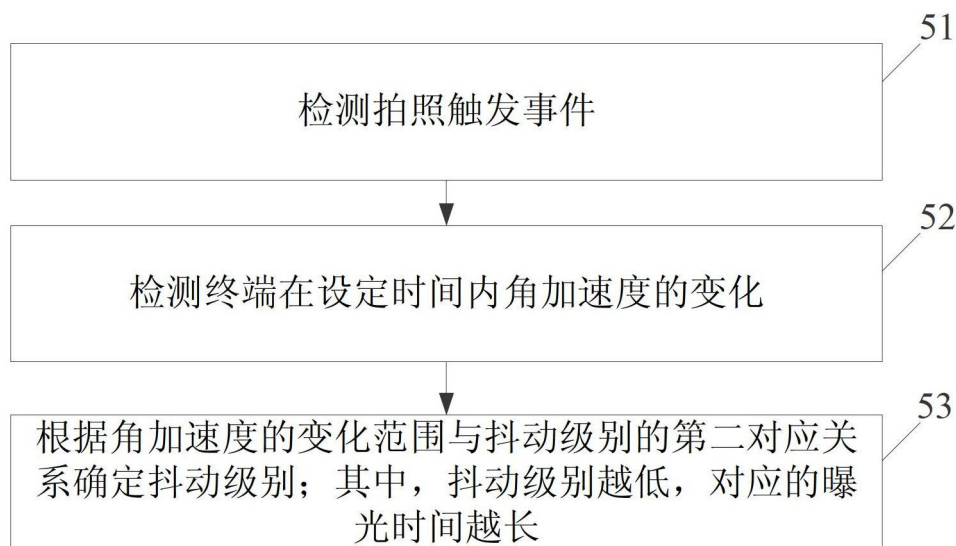 51
检测拍照触发事件
52
检测终端在设定时间内角加速度的变化
53
根据角加速度的变化范围与抖动级别的第二对应关
系确定抖动级别；其中，抖动级别越低，对应的曝
光时间越长